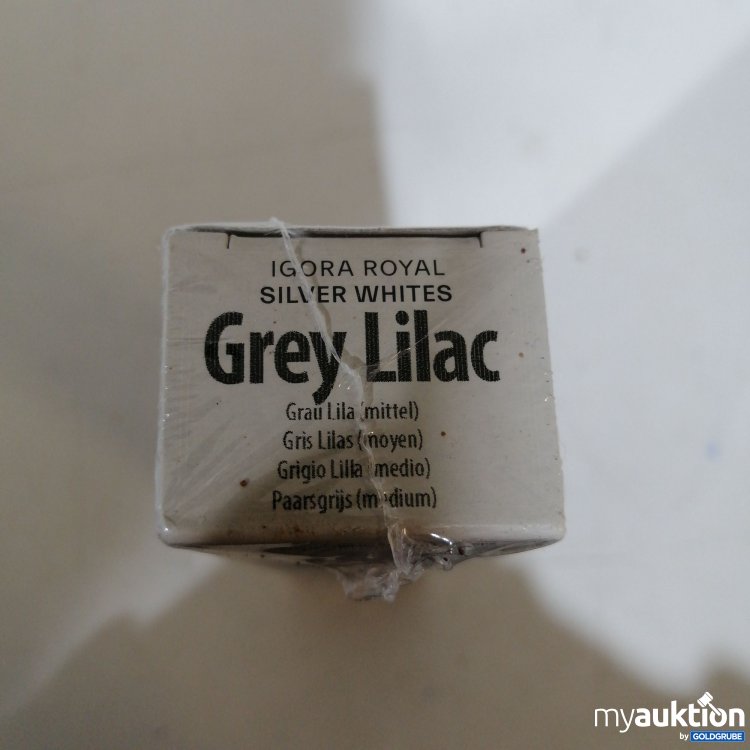 IGORA ROYAL
SILVER WHITES
Grey Lilac
Grau Lila (mittel)
Gris Lilas (moyen)
Grigio Lilla (medio)
Paarsgrijs (medium)
myauktion
by GOLDGRUBE